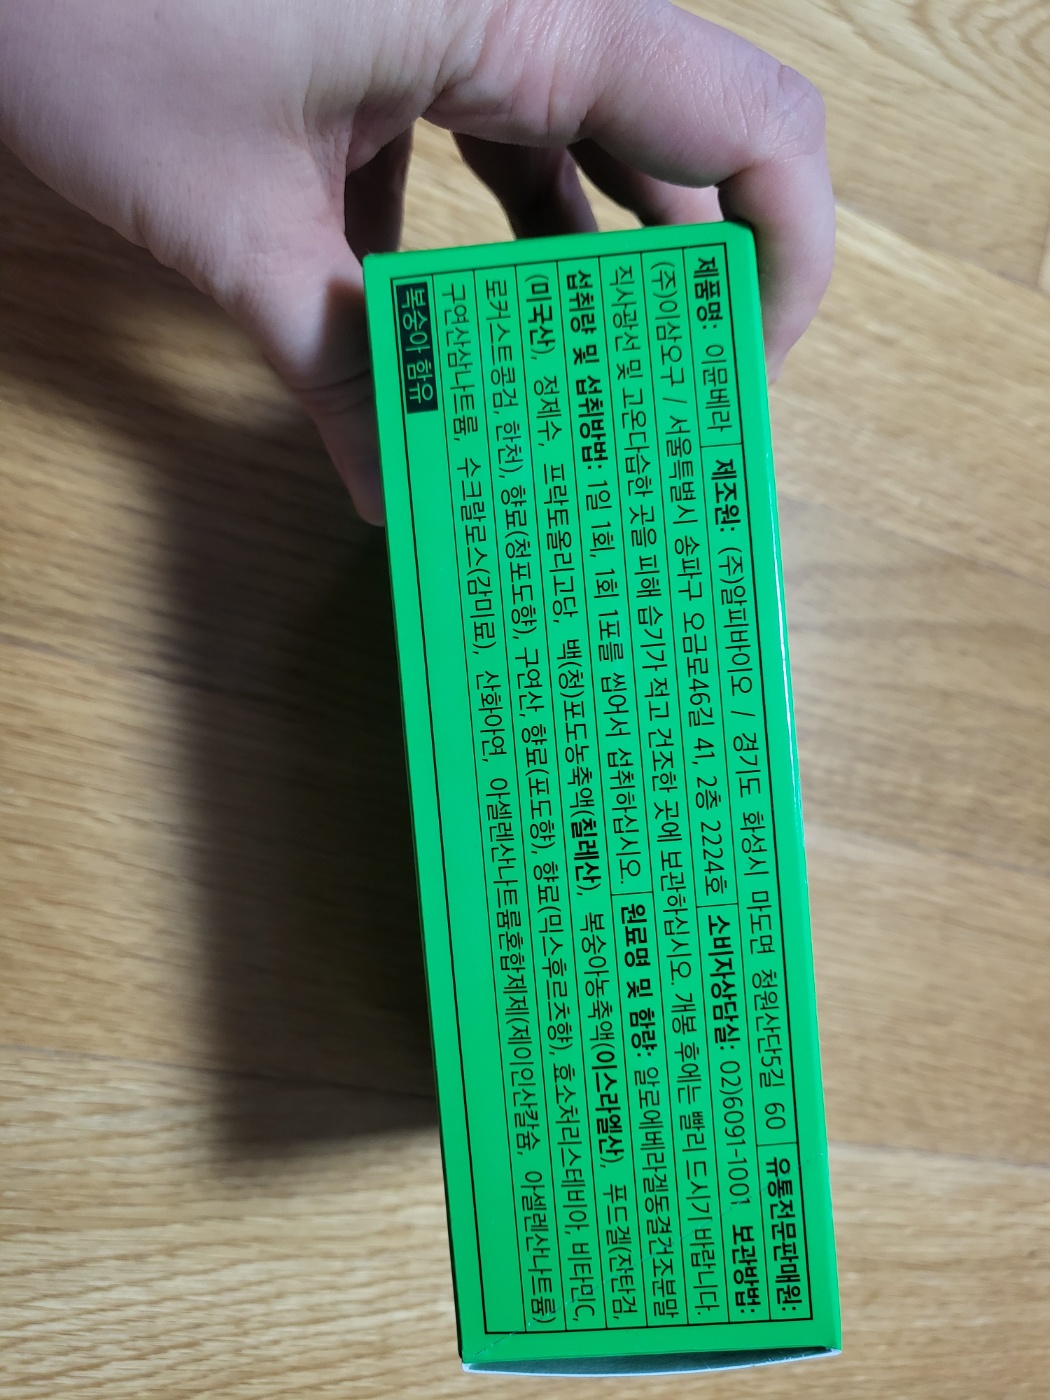 제품명: 이뮨베라 제조원: (주)알피바이오 / 경기도 화성시 마도면 청원산단5길 60 유통전문판매원:
(주)이삼오구 / 서울특별시 송파구 오금로46길 41, 2층 2224호 소비자상담실: 02)6091-1001 보관방법:
직사광선 및 고온다습한 곳을 피해 습기가 적고 건조한 곳에 보관하십시오. 개봉 후에는 빨리 드시기 바랍니다.
섭취량 및 섭취방법: 1일 1회, 1회 1포를 씹어서 섭취하십시오. 원료명 및 함량: 알로에베라겔동결건조분말
(미국산), 정제수, 프락토올리고당, 백(청)포도농축액(칠레산), 복숭아농축액(이스라엘산), 푸드겔(잔탄검,
로커스트콩검, 한천), 향료(청포도향), 구연산, 향료(포도향), 향료(믹스후르츠향), 효소처리스테비아, 비타민C,
구연산삼나트륨, 수크랄로스(감미료), 산화아연, 아셀렌산나트륨혼합제제(제이인산칼슘, 아셀렌산나트륨)
복숭아 함유